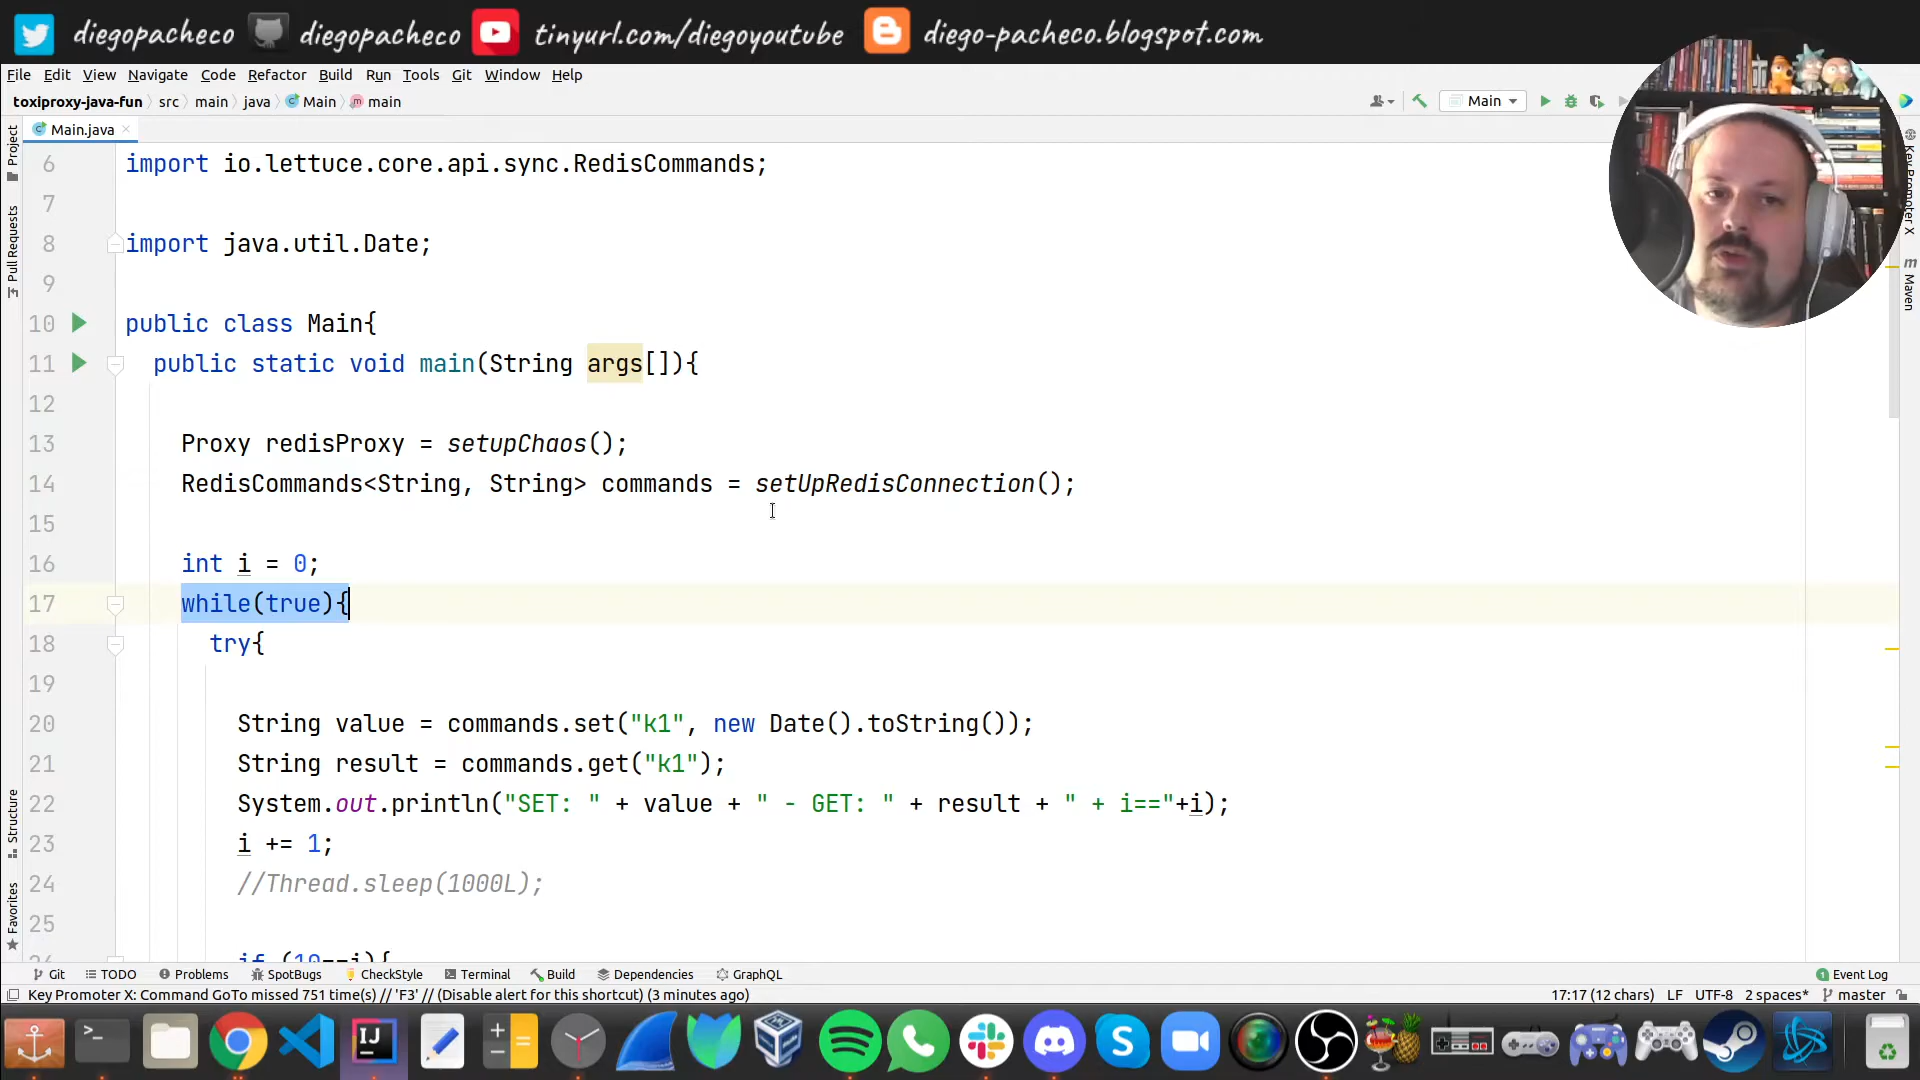 diegopacheco diegopacheco tinyurl.com/diegoyoutube diego-pacheco.blogspot.com
File Edit View Navigate Code Refactor Build Run Tools Git Window Help
toxiproxy-java-fun src main java Main main
Main
Main.java
Project
Pull Requests
Structure
Favorites
Key Promoter X
Maven
6 import io.lettuce.core.api.sync.RedisCommands;
7
8 import java.util.Date;
9
10 public class Main{
11 public static void main(String args[]){
12
13 Proxy redisProxy = setupChaos();
14 RedisCommands<String, String> commands = setUpRedisConnection();
15
16 int i = 0;
17 while(true){
18 try{
19
20 String value = commands.set("k1", new Date().toString());
21 String result = commands.get("k1");
22 System.out.println("SET: " + value + " - GET: " + result + " + i=="+i);
23 i += 1;
24 //Thread.sleep(1000L);
25
26 if (10==i){
Git TODO Problems SpotBugs CheckStyle Terminal Build Dependencies GraphQL 1 Event Log
Key Promoter X: Command GoTo missed 751 time(s) // 'F3' // (Disable alert for this shortcut) (3 minutes ago) 17:17 (12 chars) LF UTF-8 2 spaces* master